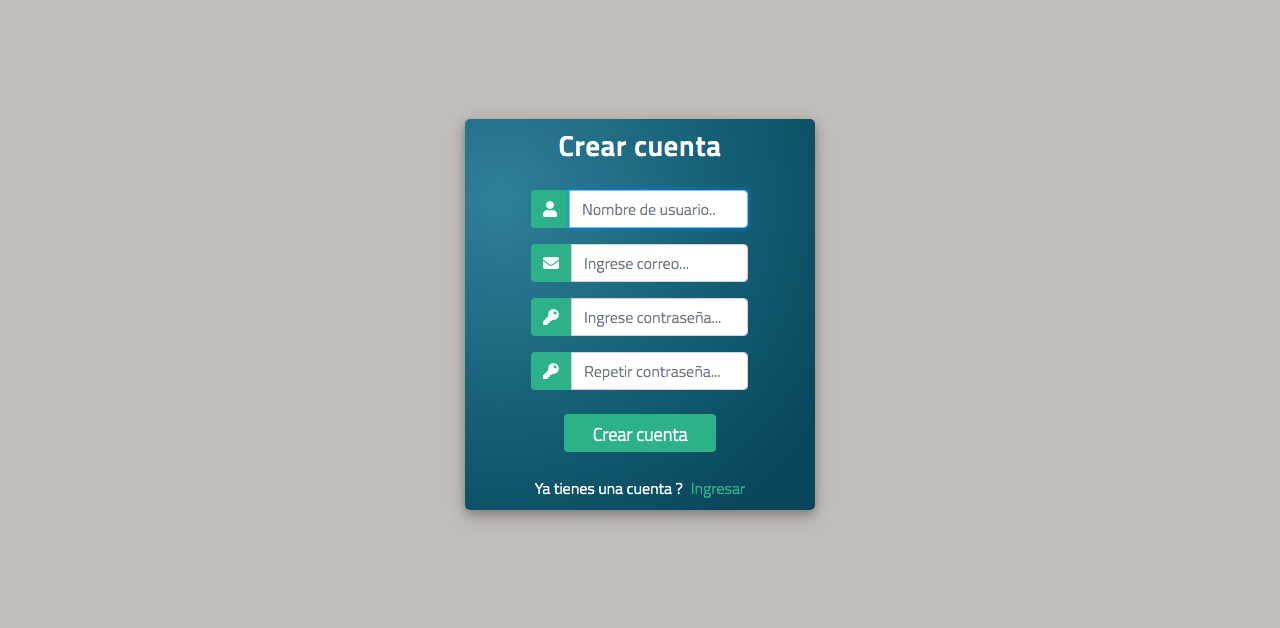 Crear cuenta
Nombre de usuario..
Ingrese correo...
Ingrese contraseña...
Repetir contraseña...
Crear cuenta
Ya tienes una cuenta ? Ingresar